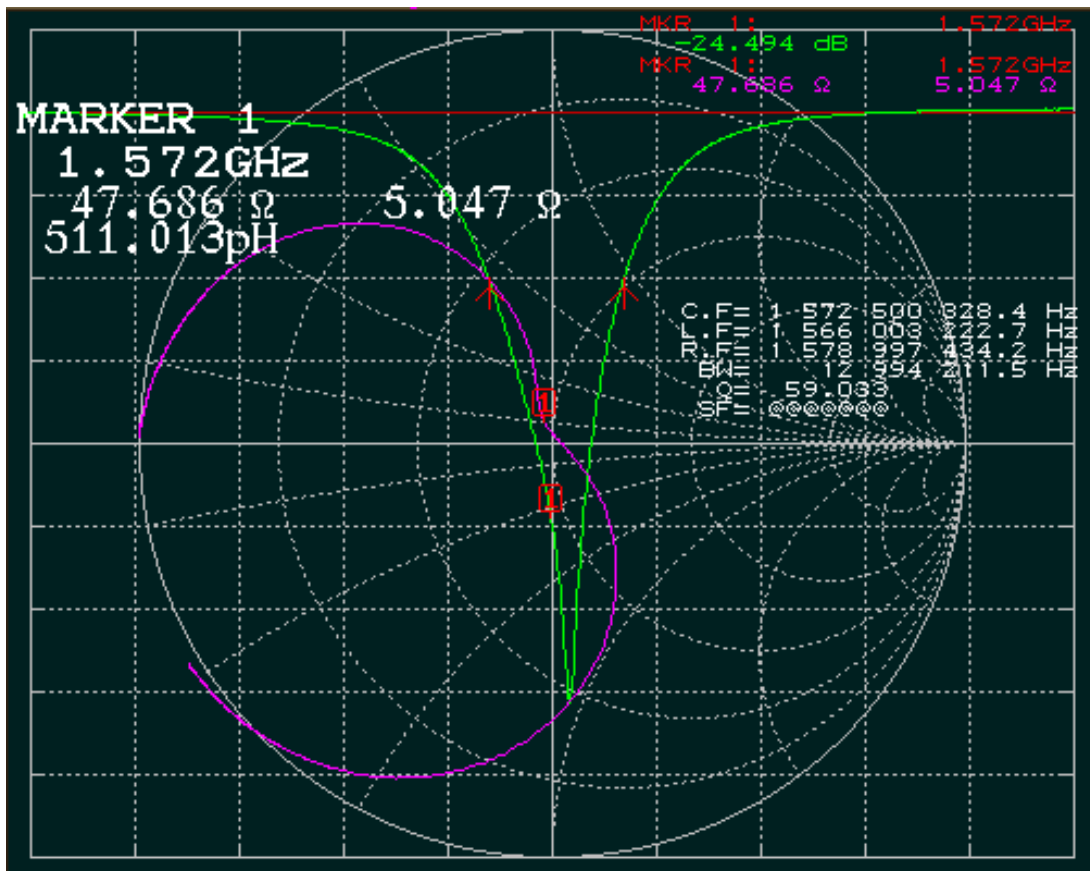 MKR 1: 1.572GHz
-24.494 dB
MKR 1: 1.572GHz
47.686 Ω 5.047 Ω
MARKER 1
1.572GHz
47.686 Ω 5.047 Ω
511.013pH
C.F= 1 572 500 328.4 Hz
L.F= 1 566 003 222.7 Hz
R.F= 1 578 997 434.2 Hz
BW= 12 994 211.5 Hz
Q= 59.033
SF= @@@@@@@
1
1